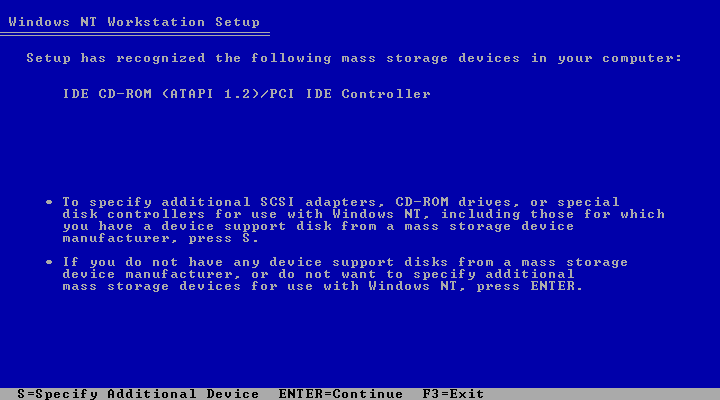 Windows NT Workstation Setup
Setup has recognized the following mass storage devices in your computer:
IDE CD-ROM (ATAPI 1.2)/PCI IDE Controller
• To specify additional SCSI adapters, CD-ROM drives, or special
disk controllers for use with Windows NT, including those for which
you have a device support disk from a mass storage device
manufacturer, press S.
• If you do not have any device support disks from a mass storage
device manufacturer, or do not want to specify additional
mass storage devices for use with Windows NT, press ENTER.
S=Specify Additional Device  ENTER=Continue  F3=Exit